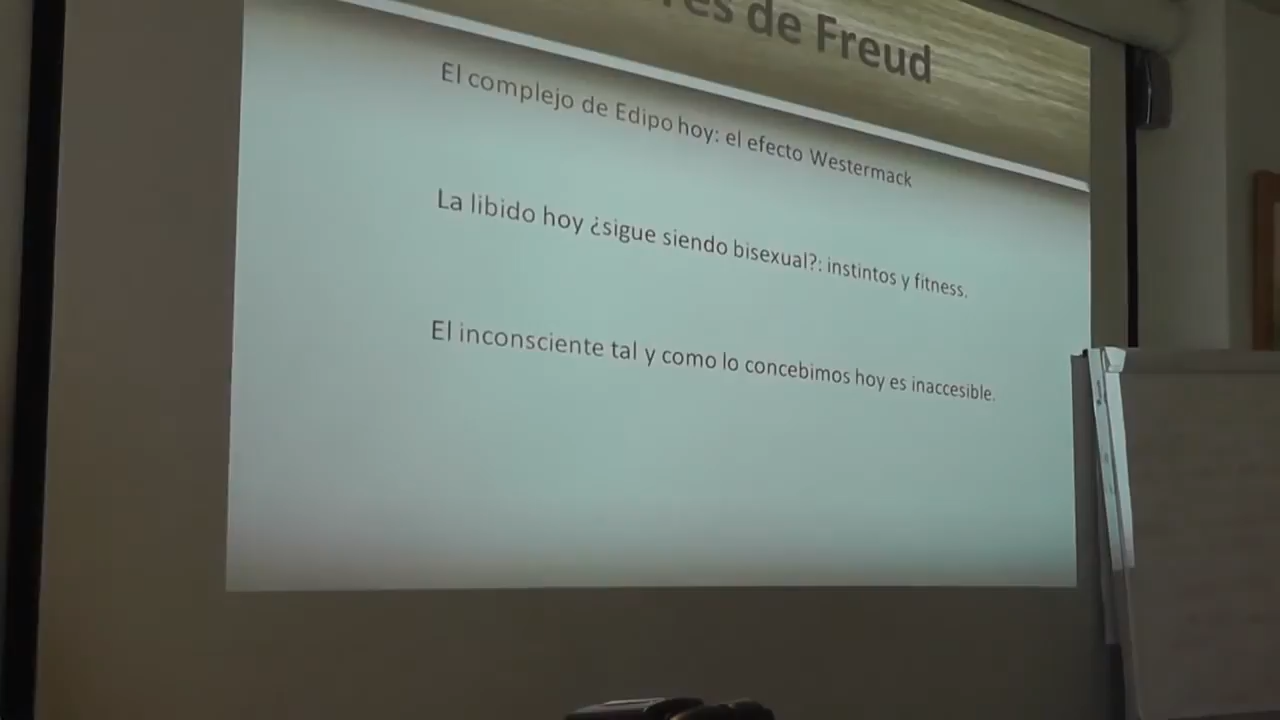 de Freud
El complejo de Edipo hoy: el efecto Westermack
La libido hoy ¿sigue siendo bisexual?: instintos y fitness.
El inconsciente tal y como lo concebimos hoy es inaccesible.